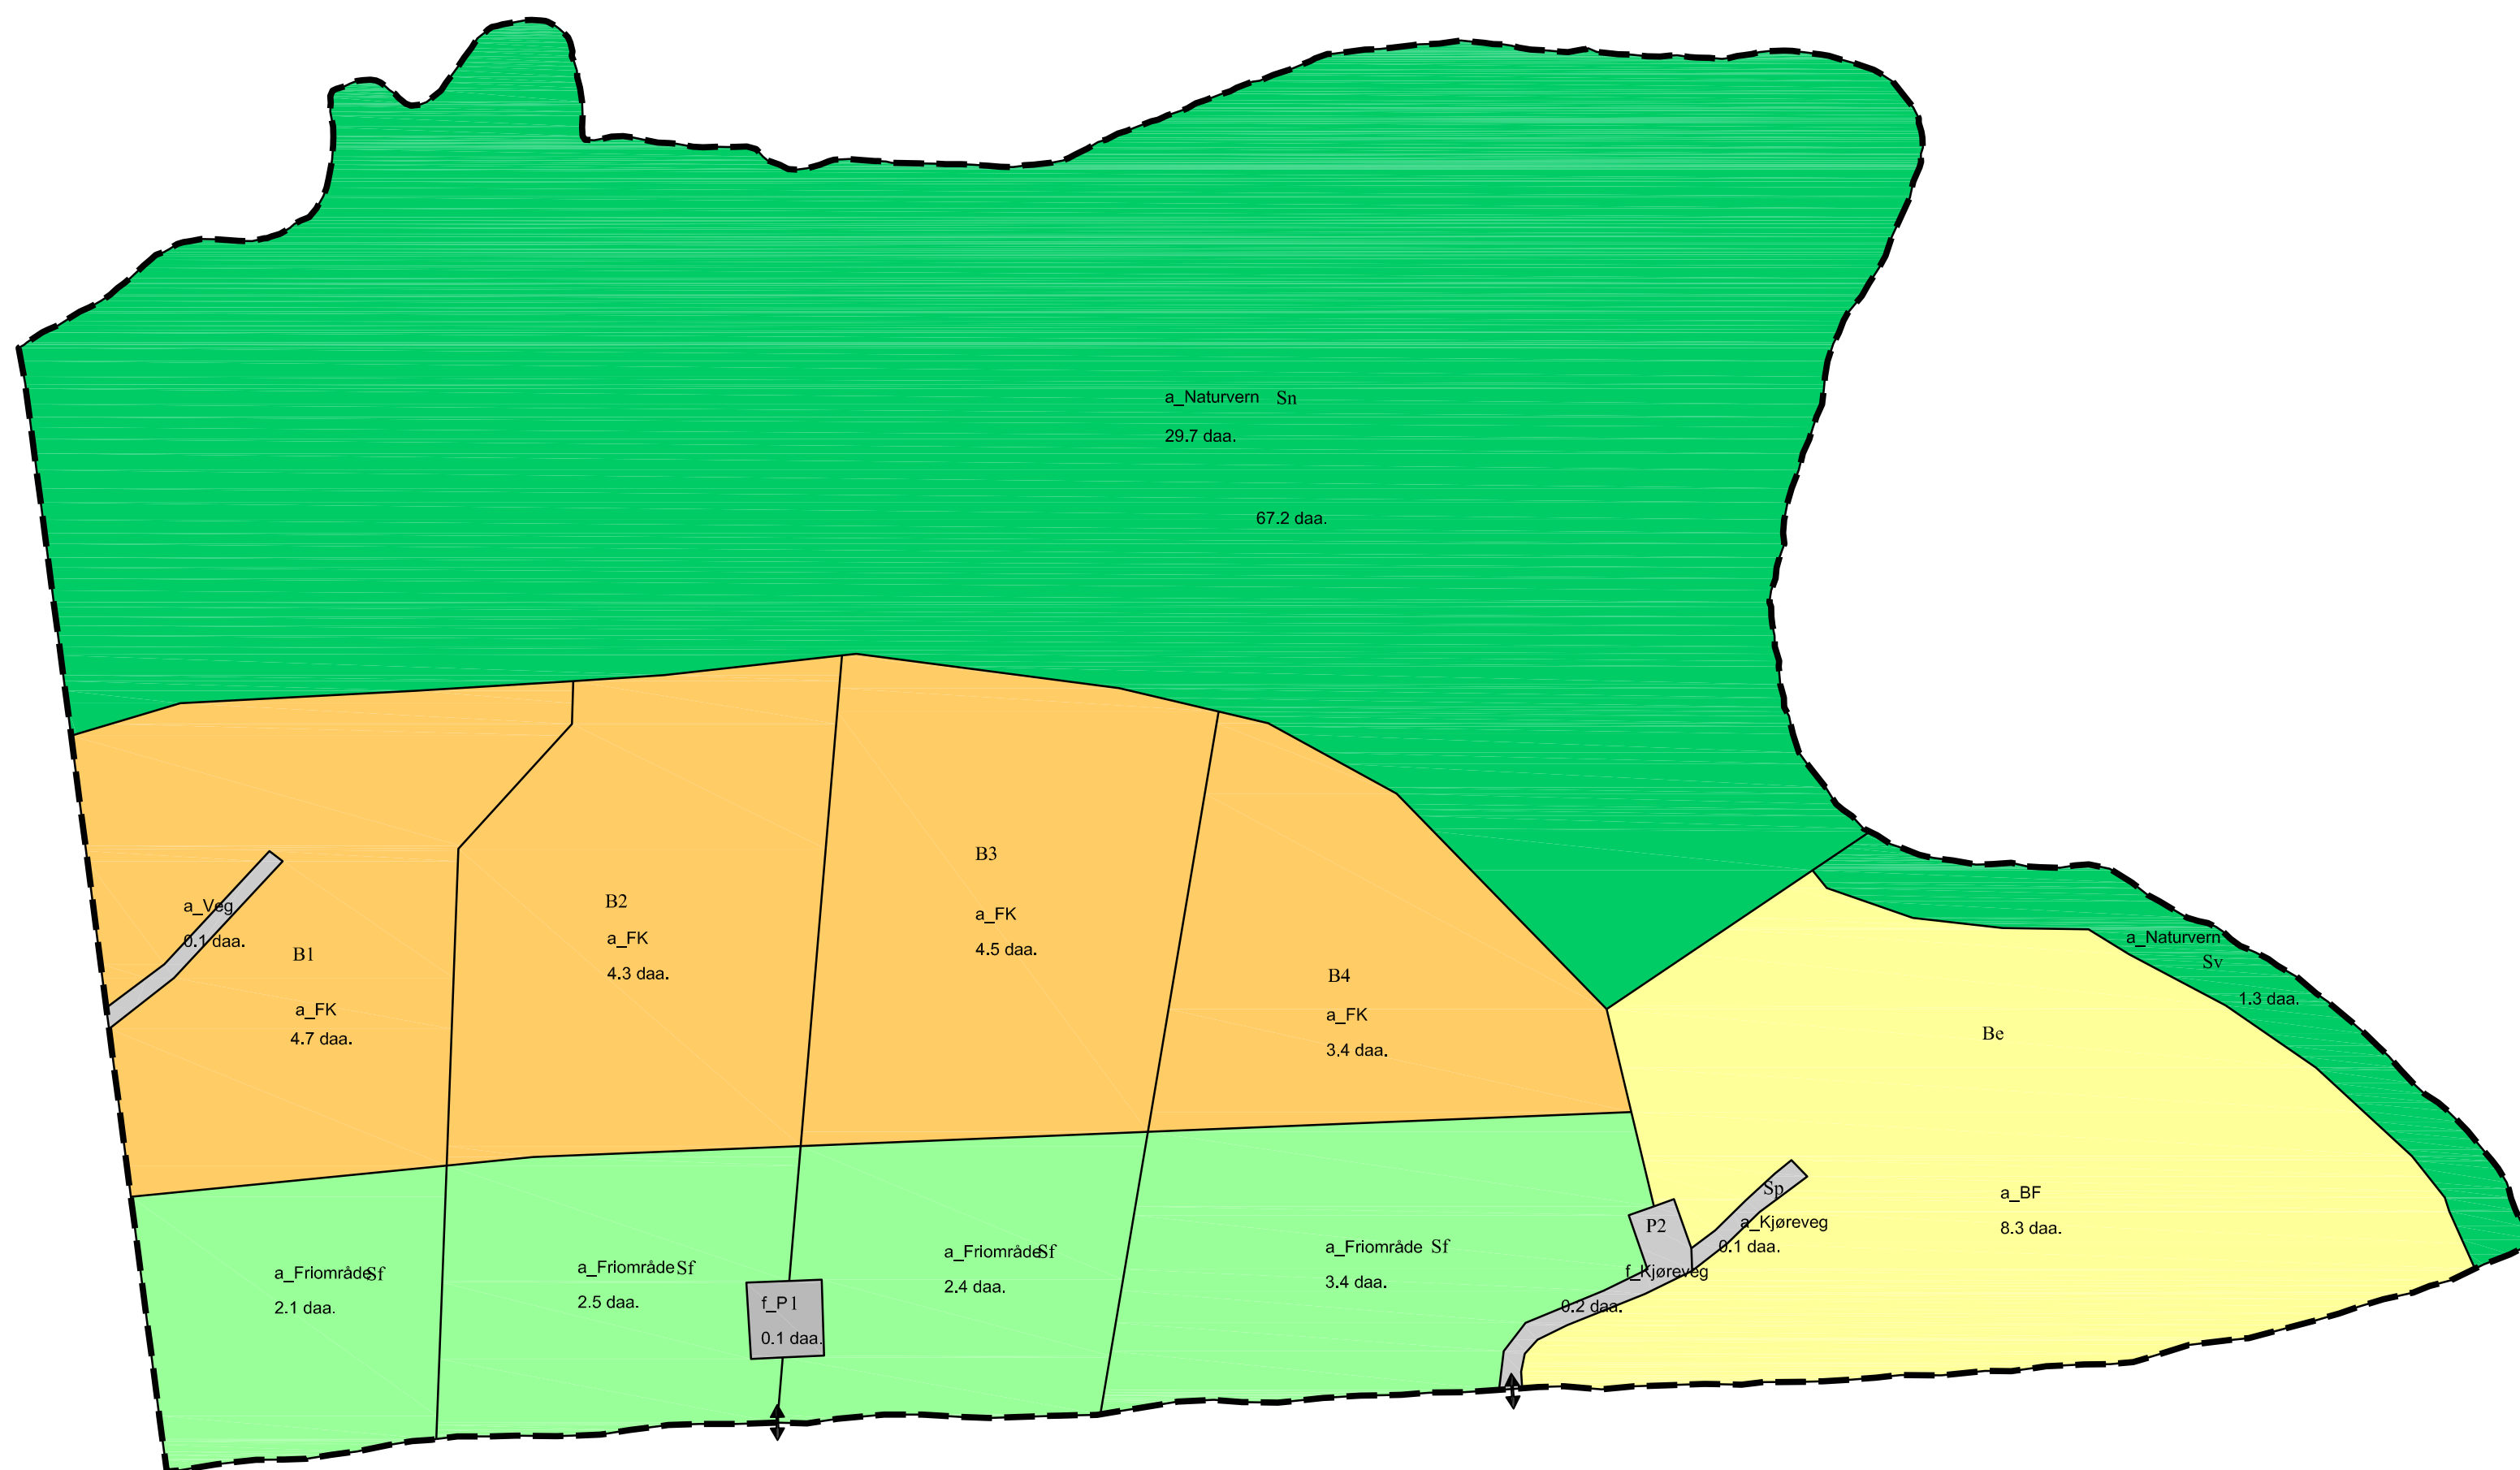 a_Naturvern Sn
29.7 daa.
67.2 daa.
B3
B2
a_Veg
a_FK
a_FK
0.1 daa.
B1
4.5 daa.
4.3 daa.
B4
a_FK
a_FK
4.7 daa.
3.4 daa.
a_Naturvern
Sv
1.3 daa.
Be
Sp
a_BF
P2
a_Kjøreveg
8.3 daa.
0.1 daa.
a_Friområde Sf
a_Friområde Sf
a_Friområde Sf
a_Friområde Sf
f_Kjøreveg
2.1 daa.
2.5 daa.
2.4 daa.
3.4 daa.
f_P1
0.2 daa.
0.1 daa.